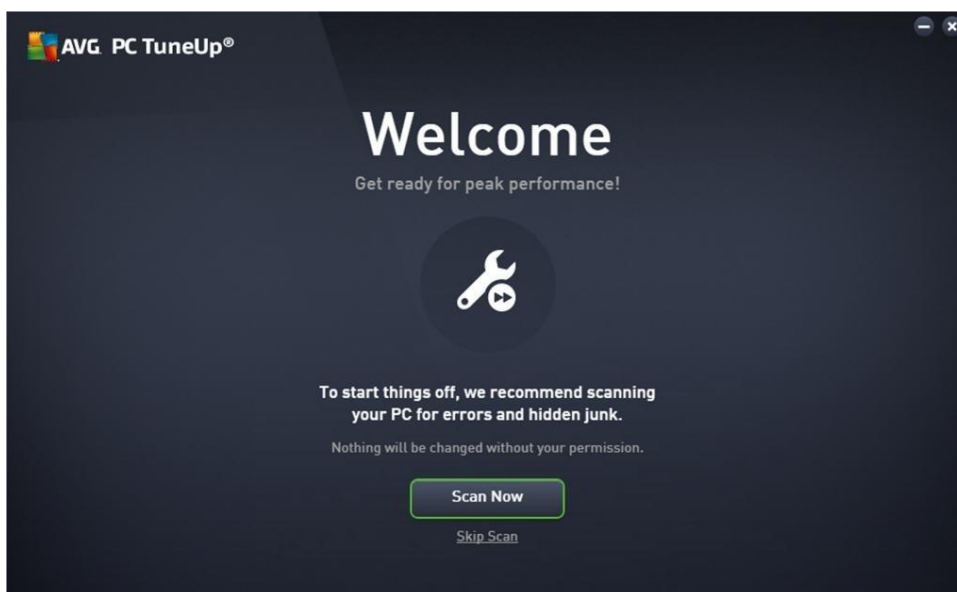 AVG. PC TuneUp®
Welcome
Get ready for peak performance!
To start things off, we recommend scanning
your PC for errors and hidden junk.
Nothing will be changed without your permission.
Scan Now
Skip Scan